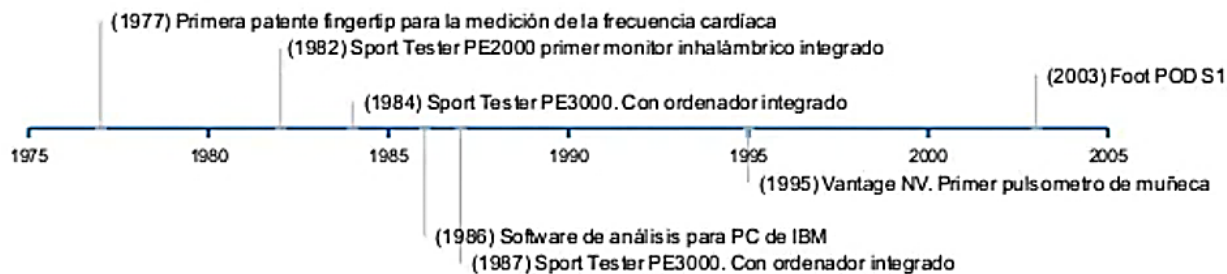 (1977) Primera patente fingertip para la medición de la frecuencia cardíaca
(1982) Sport Tester PE2000 primer monitor inhalámbrico integrado
(2003) Foot POD S1
(1984) Sport Tester PE3000. Con ordenador integrado
1975 1980 1985 1990 1995 2000 2005
(1995) Vantage NV. Primer pulsometro de muñeca
(1986) Software de análisis para PC de IBM
(1987) Sport Tester PE3000. Con ordenador integrado